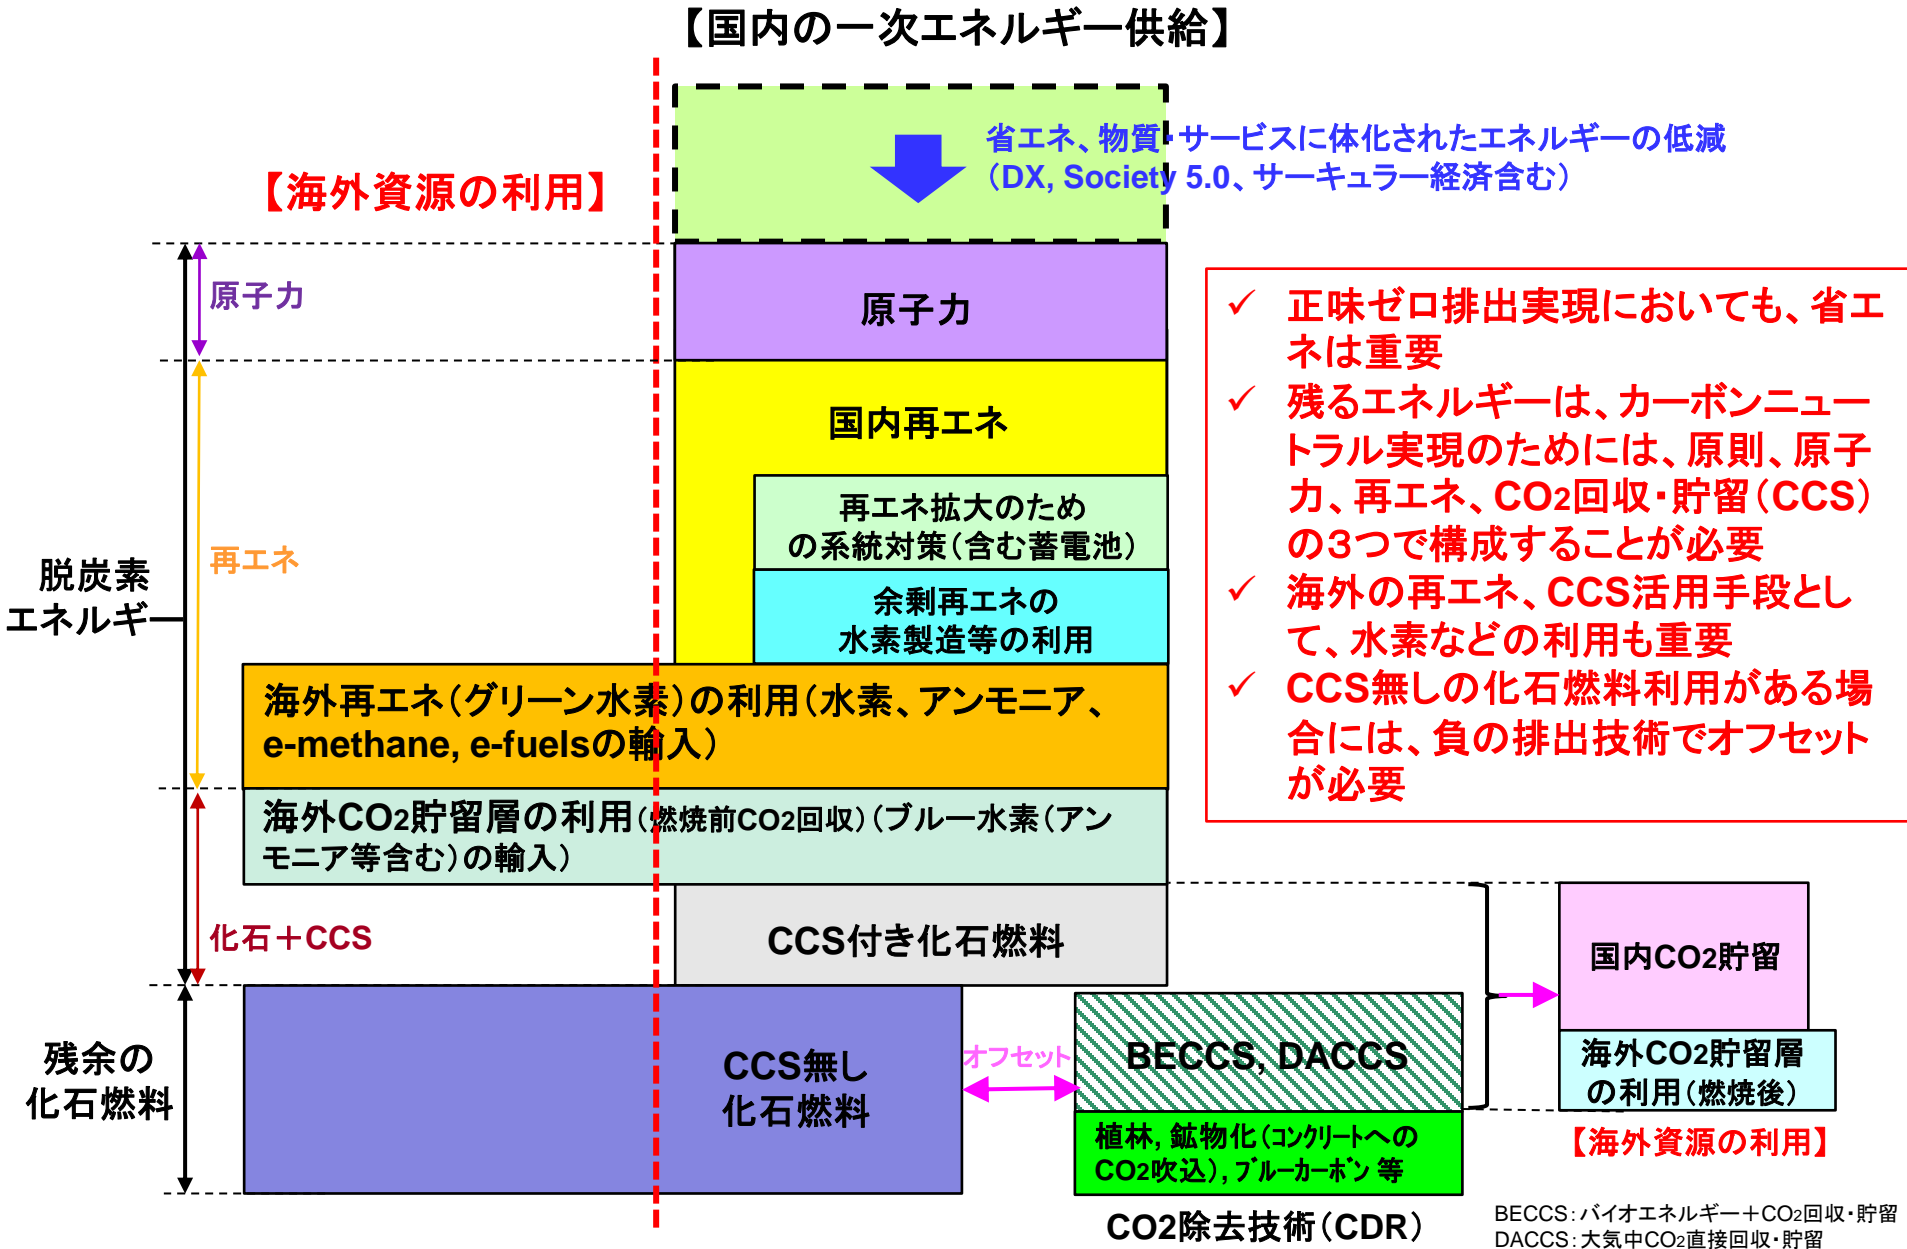 【国内の一次エネルギー供給】
省エネ、物質・サービスに体化されたエネルギーの低減
（DX, Society 5.0、サーキュラー経済含む）
【海外資源の利用】
原子力
原子力
国内再エネ
再エネ拡大のため
の系統対策（含む蓄電池）
余剰再エネの
水素製造等の利用
再エネ
脱炭素
エネルギー
海外再エネ（グリーン水素）の利用（水素、アンモニア、
e-methane, e-fuelsの輸入）
海外CO2貯留層の利用（燃焼前CO2回収）（ブルー水素（アン
モニア等含む）の輸入）
化石＋CCS
CCS付き化石燃料
残余の
化石燃料
CCS無し
化石燃料
オフセット
BECCS, DACCS
植林, 鉱物化（コンクリートへの
CO2吹込）, ブルーカーボン 等
CO2除去技術（CDR）
✓ 正味ゼロ排出実現においても、省エ
ネは重要
✓ 残るエネルギーは、カーボンニュー
トラル実現のためには、原則、原子
力、再エネ、CO2回収・貯留（CCS）
の３つで構成することが必要
✓ 海外の再エネ、CCS活用手段とし
て、水素などの利用も重要
✓ CCS無しの化石燃料利用がある場
合には、負の排出技術でオフセット
が必要
国内CO2貯留
海外CO2貯留層
の利用（燃焼後）
【海外資源の利用】
BECCS：バイオエネルギー＋CO2回収・貯留
DACCS：大気中CO2直接回収・貯留